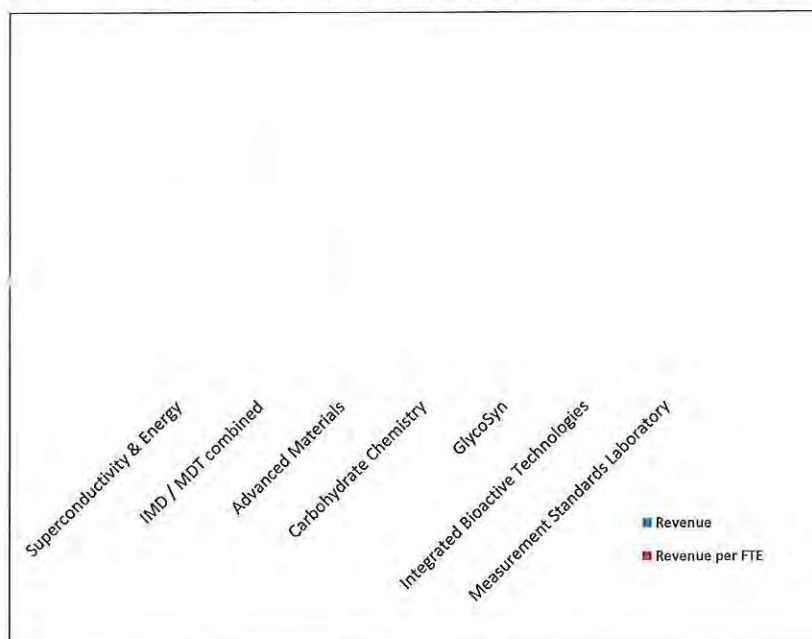 Superconductivity & Energy
IMD / MDT combined
Advanced Materials
Carbohydrate Chemistry
GlycoSyn
Integrated Bioactive Technologies
Measurement Standards Laboratory
Revenue
Revenue per FTE